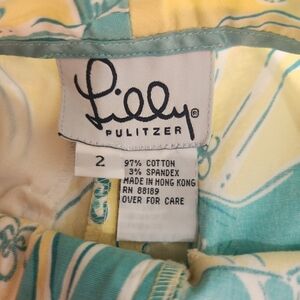 Lilly®
PULITZER
2
97% COTTON
3% SPANDEX
MADE IN HONG KONG
RN 88189
OVER FOR CARE